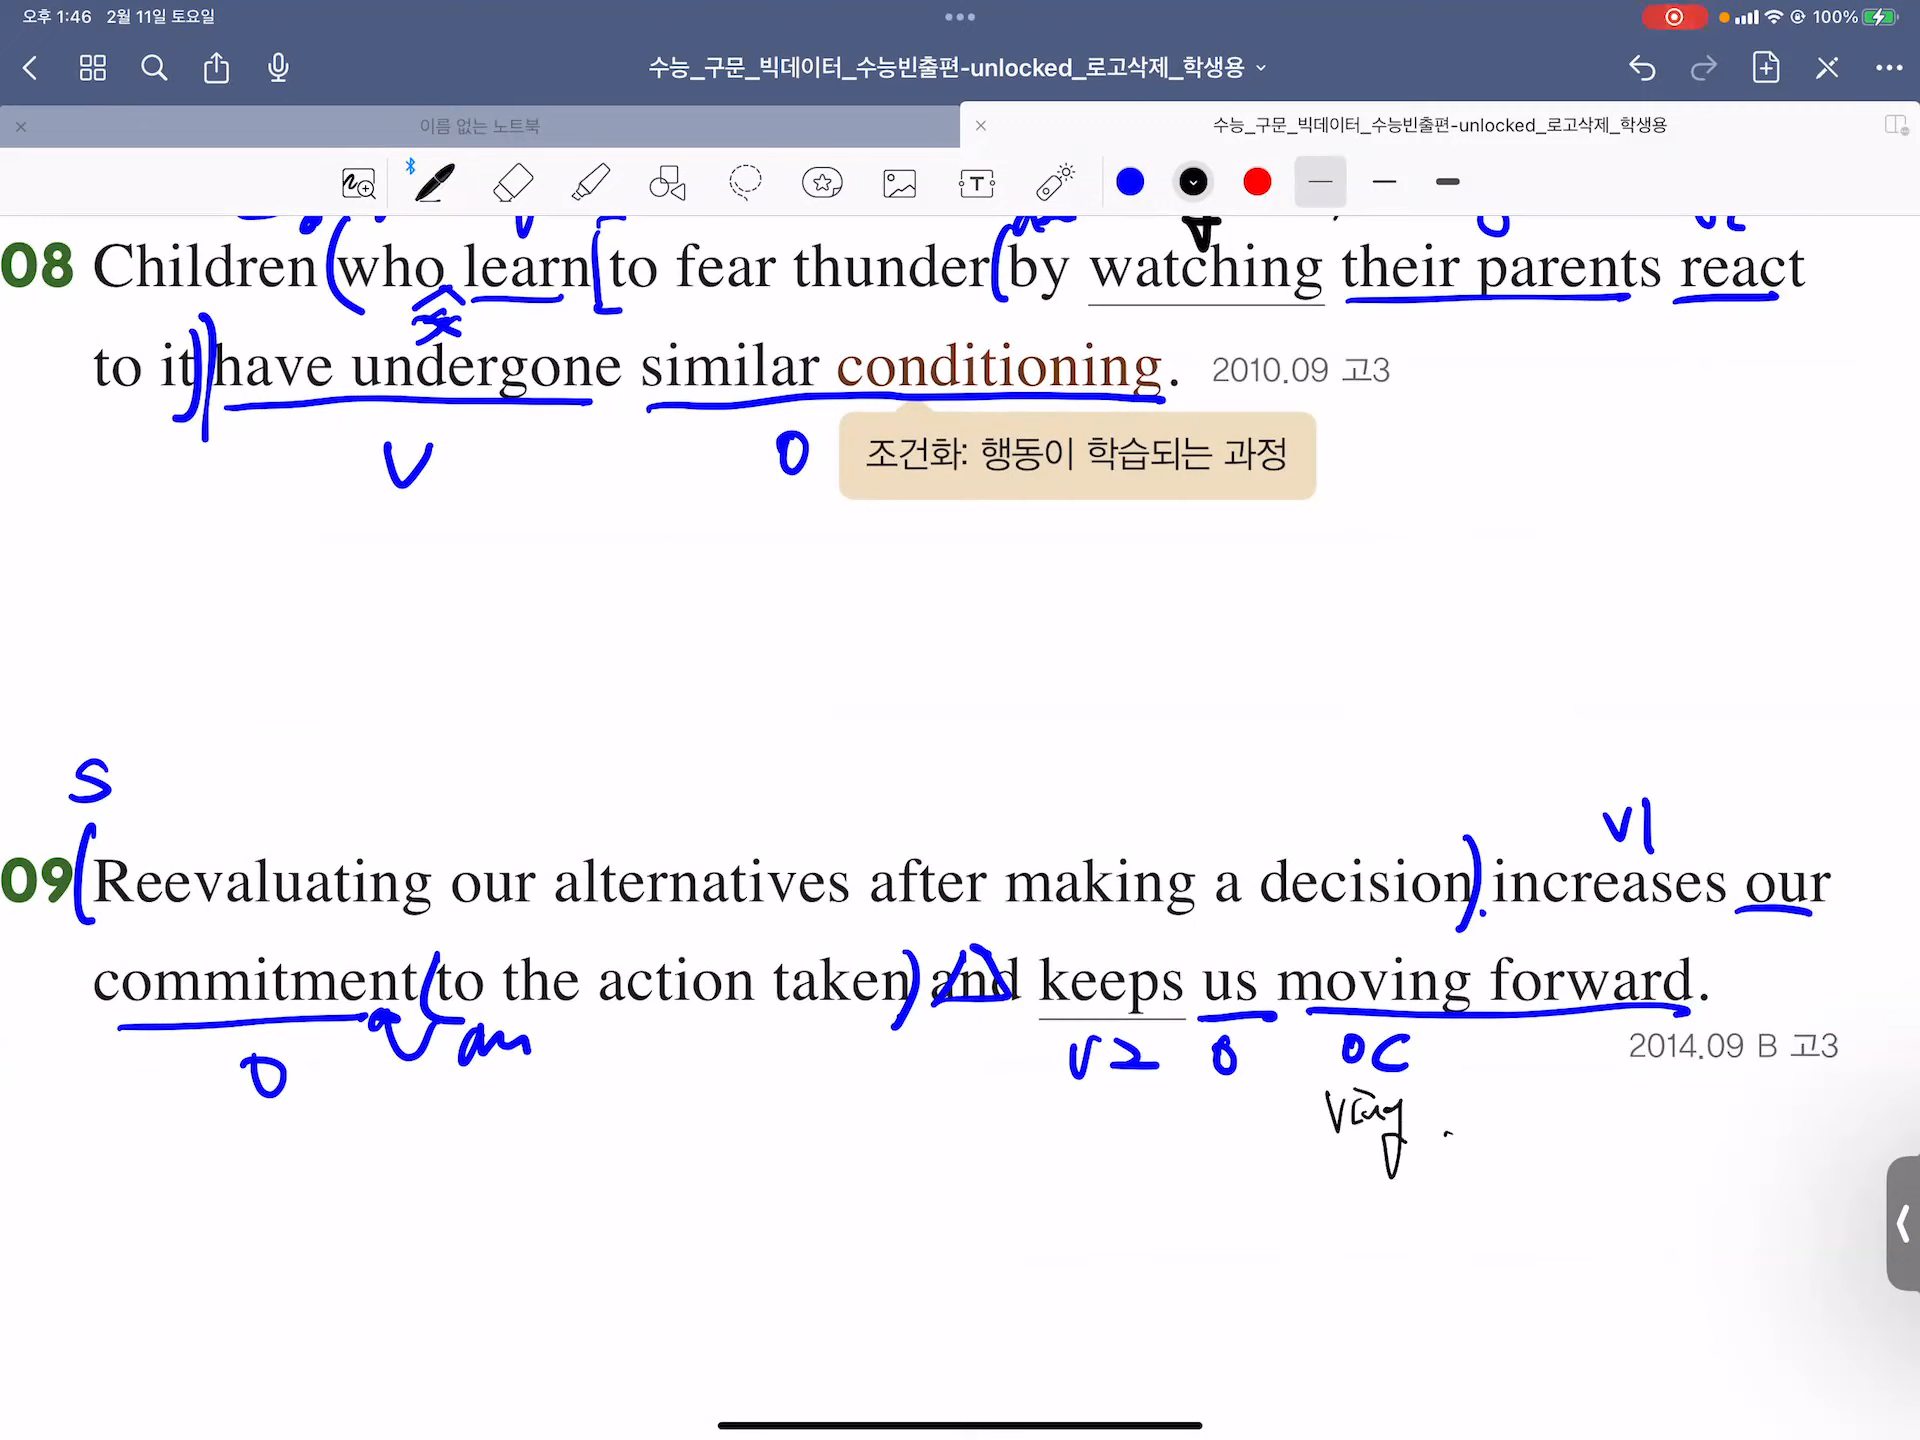 오후 1:46 2월 11일 토요일
100%
수능_구문_빅데이터_수능빈출편-unlocked_로고삭제_학생용
이름 없는 노트북
수능_구문_빅데이터_수능빈출편-unlocked_로고삭제_학생용
08 Children (who learn [to fear thunder (by watching their parents react
to it)) have undergone similar conditioning. 2010.09 고3
V O
조건화: 행동이 학습되는 과정
S V1
09 (Reevaluating our alternatives after making a decision) increases our
commitment (to the action taken) and keeps us moving forward.
O V2 O OC
2014.09 B 고3
Ving